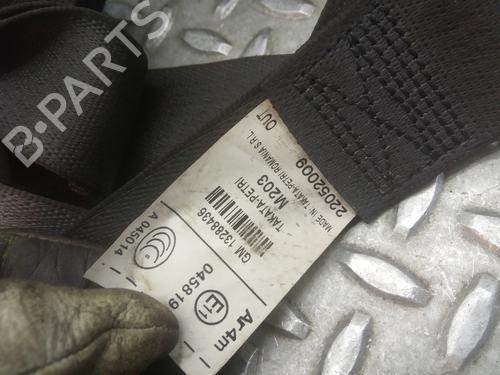 B-PARTS
OUT
22052009
MADE IN TAKATA-PETRI ROMANIA S.R.L.
M203
TAKATA-PETRI
GM 13288436
A 045014
045819
E11
Ar4m